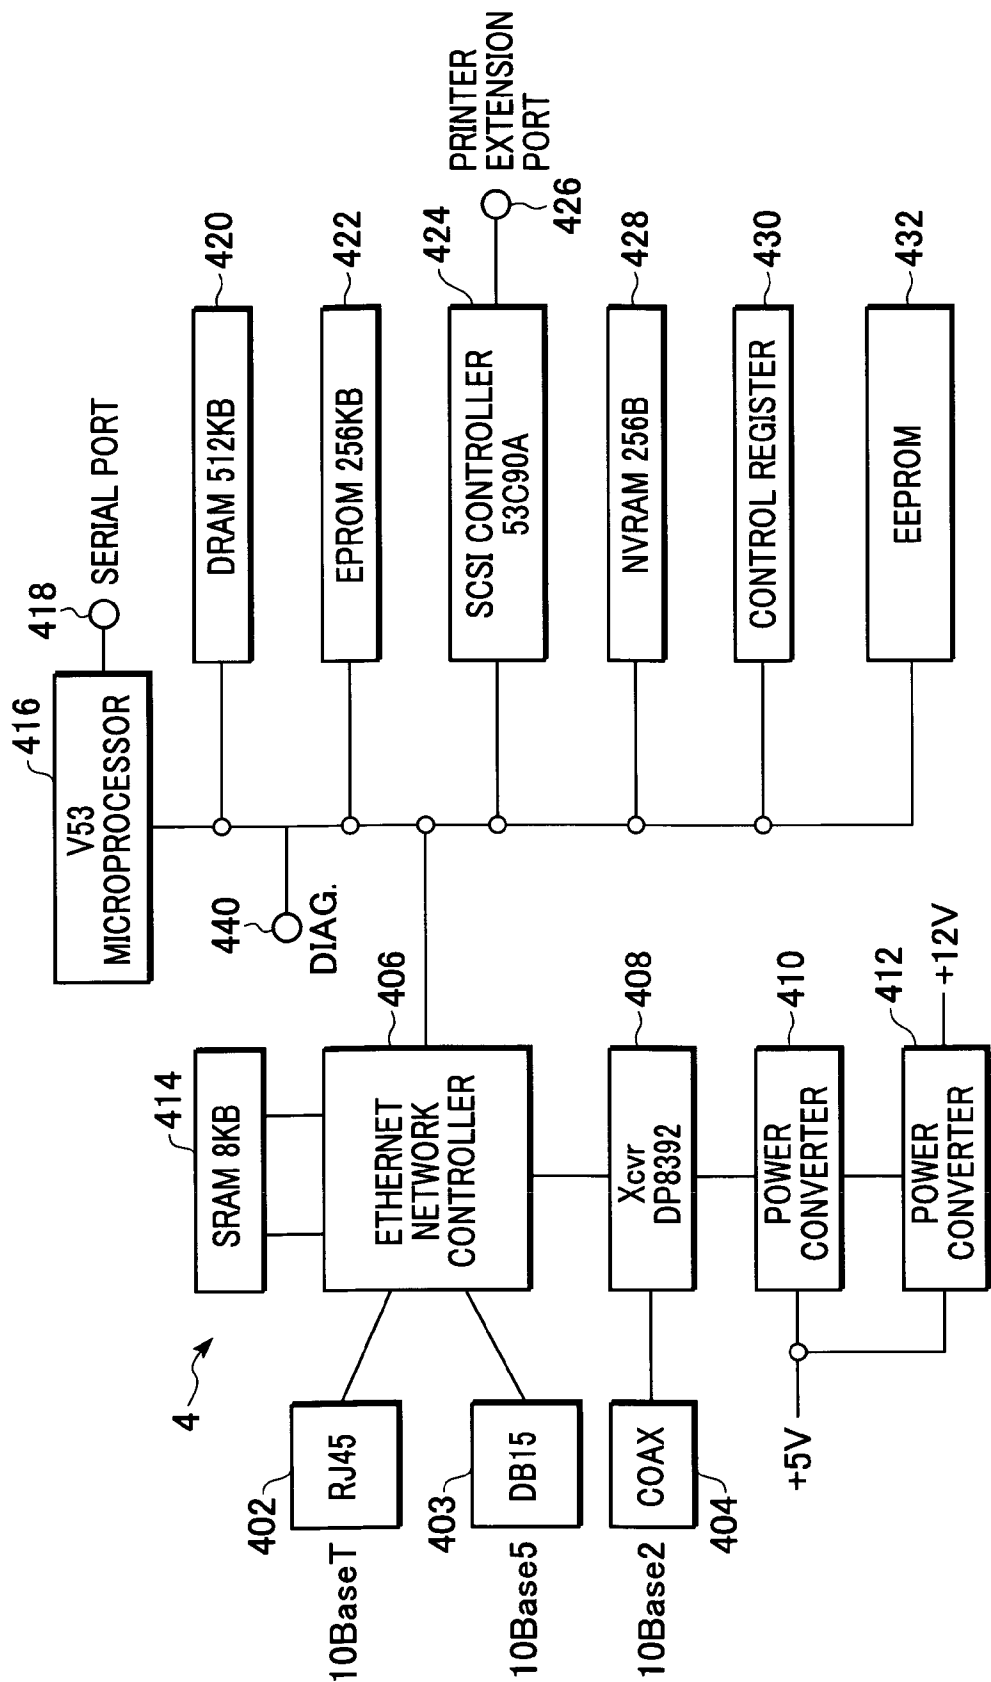 4
402
RJ45
10BaseT
403
DB15
10Base5
404
COAX
10Base2
414
SRAM 8KB
406
ETHERNET
NETWORK
CONTROLLER
408
Xcvr
DP8392
410
POWER
CONVERTER
412
POWER
CONVERTER
+5V
+12V
416
V53
MICROPROCESSOR
418
SERIAL PORT
440
DIAG.
420
DRAM 512KB
422
EPROM 256KB
424
SCSI CONTROLLER
53C90A
426
PRINTER
EXTENSION
PORT
428
NVRAM 256B
430
CONTROL REGISTER
432
EEPROM